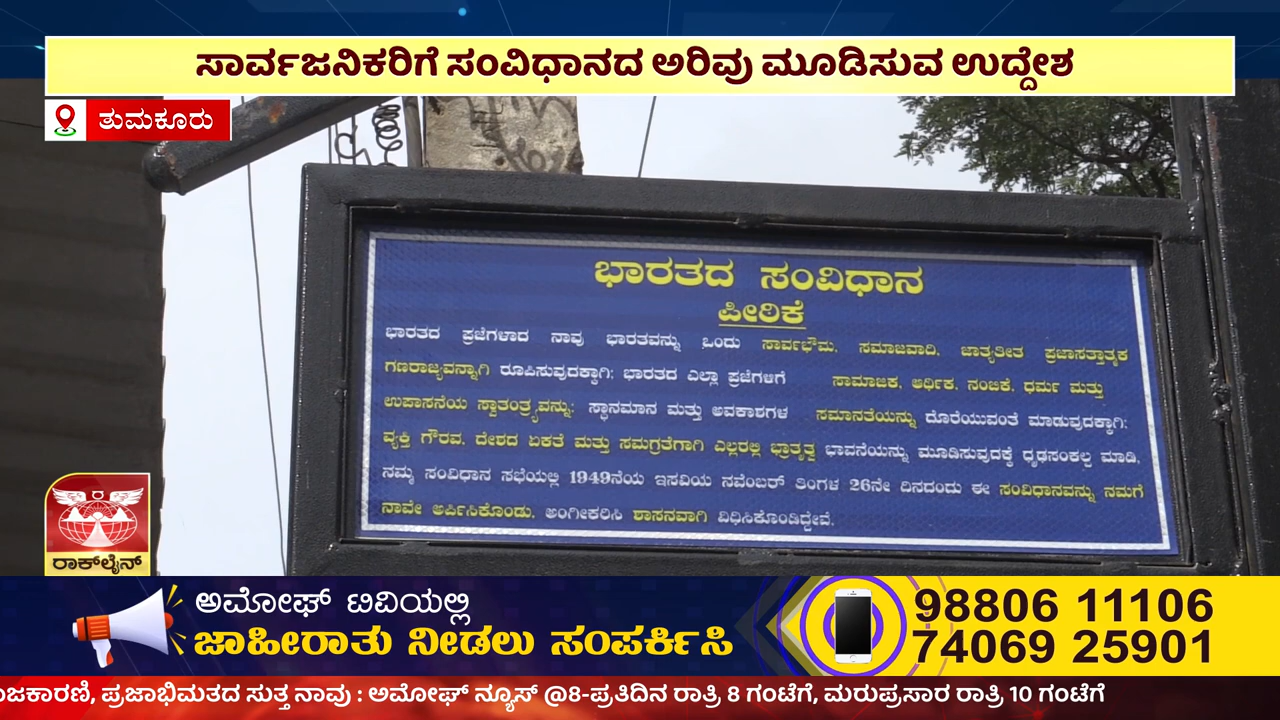 ಸಾರ್ವಜನಿಕರಿಗೆ ಸಂವಿಧಾನದ ಅರಿವು ಮೂಡಿಸುವ ಉದ್ದೇಶ
ತುಮಕೂರು
ಭಾರತದ ಸಂವಿಧಾನ
ಪೀಠಿಕೆ
ಭಾರತದ ಪ್ರಜೆಗಳಾದ ನಾವು ಭಾರತವನ್ನು ಒಂದು ಸಾರ್ವಭೌಮ, ಸಮಾಜವಾದಿ, ಜಾತ್ಯತೀತ ಪ್ರಜಾಸತ್ತಾತ್ಮಕ
ಗಣರಾಜ್ಯವನ್ನಾಗಿ ರೂಪಿಸುವುದಕ್ಕಾಗಿ; ಭಾರತದ ಎಲ್ಲಾ ಪ್ರಜೆಗಳಿಗೆ ಸಾಮಾಜಿಕ, ಆರ್ಥಿಕ, ನಂಬಿಕೆ, ಧರ್ಮ ಮತ್ತು
ಉಪಾಸನೆಯ ಸ್ವಾತಂತ್ರ್ಯವನ್ನು; ಸ್ಥಾನಮಾನ ಮತ್ತು ಅವಕಾಶಗಳ ಸಮಾನತೆಯನ್ನು ದೊರೆಯುವಂತೆ ಮಾಡುವುದಕ್ಕಾಗಿ;
ವ್ಯಕ್ತಿ ಗೌರವ, ದೇಶದ ಏಕತೆ ಮತ್ತು ಸಮಗ್ರತೆಗಾಗಿ ಎಲ್ಲರಲ್ಲಿ ಭ್ರಾತೃತ್ವ ಭಾವನೆಯನ್ನು ಮೂಡಿಸುವುದಕ್ಕೆ ಧೃಢಸಂಕಲ್ಪ ಮಾಡಿ,
ನಮ್ಮ ಸಂವಿಧಾನ ಸಭೆಯಲ್ಲಿ 1949ನೆಯ ಇಸವಿಯ ನವೆಂಬರ್ ತಿಂಗಳ 26ನೇ ದಿನದಂದು ಈ ಸಂವಿಧಾನವನ್ನು ನಮಗೆ
ನಾವೇ ಅರ್ಪಿಸಿಕೊಂಡು, ಅಂಗೀಕರಿಸಿ ಶಾಸನವಾಗಿ ವಿಧಿಸಿಕೊಂಡಿದ್ದೇವೆ.
ರಾಕ್‌ಲೈನ್
ಅಮೋಘ್ ಟಿವಿಯಲ್ಲಿ
ಜಾಹೀರಾತು ನೀಡಲು ಸಂಪರ್ಕಿಸಿ
98806 11106
74069 25901
ರಾಜಕಾರಣಿ, ಪ್ರಜಾಭಿಮತದ ಸುತ್ತ ನಾವು : ಅಮೋಘ್ ನ್ಯೂಸ್ @8-ಪ್ರತಿದಿನ ರಾತ್ರಿ 8 ಗಂಟೆಗೆ, ಮರುಪ್ರಸಾರ ರಾತ್ರಿ 10 ಗಂಟೆಗೆ